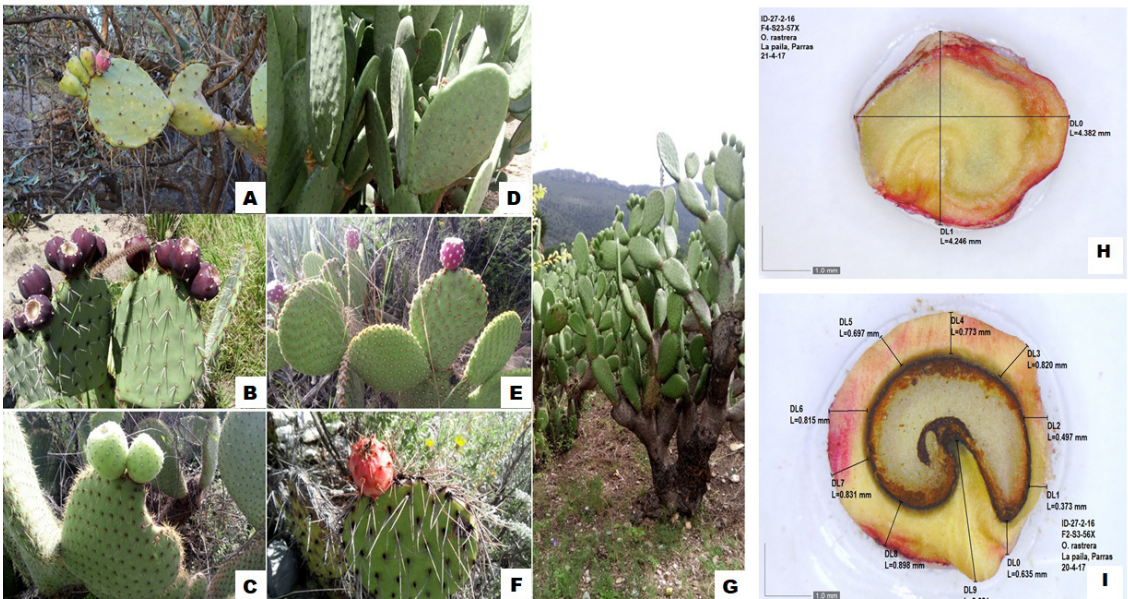 A
D
B
E
C
F
G
ID-27-2-16
F4-S23-57X
O. rastrera
La paila, Parras
21-4-17
DL0
L=4.382 mm
DL1
L=4.246 mm
1.0 mm
H
DL5
L=0.697 mm
DL4
L=0.773 mm
DL3
L=0.820 mm
DL6
L=0.815 mm
DL2
L=0.497 mm
DL7
L=0.831 mm
DL1
L=0.373 mm
ID-27-2-16
F2-S3-56X
O. rastrera
La paila, Parras
20-4-17
DL8
L=0.898 mm
DL0
L=0.635 mm
DL9
1.0 mm
I